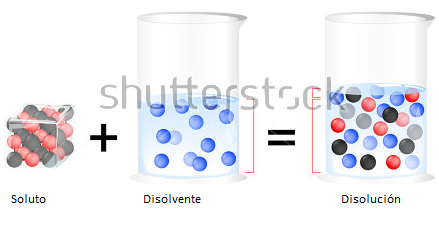 shutterstock
+
=
Soluto
Disolvente
Disolución